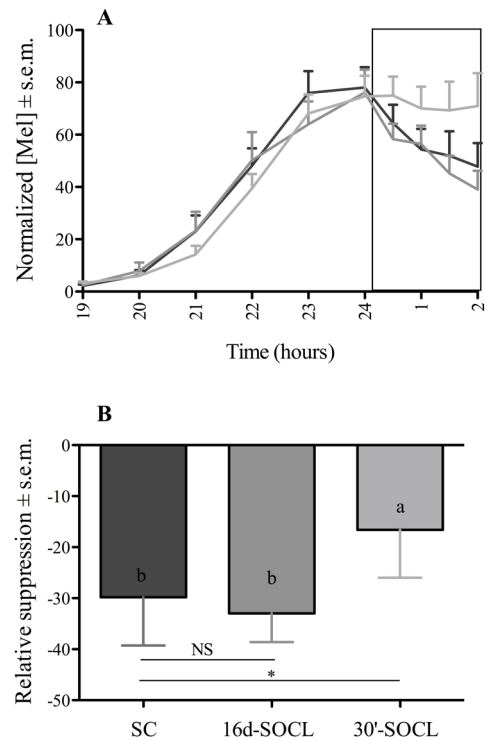 A
Normalized [Mel] ± s.e.m.
100
80
60
40
20
0
19 20 21 22 23 24 1 2
Time (hours)
B
Relative suppression ± s.e.m.
0
-10
-20
-30
-40
-50
b b a
NS
*
SC 16d-SOCL 30'-SOCL